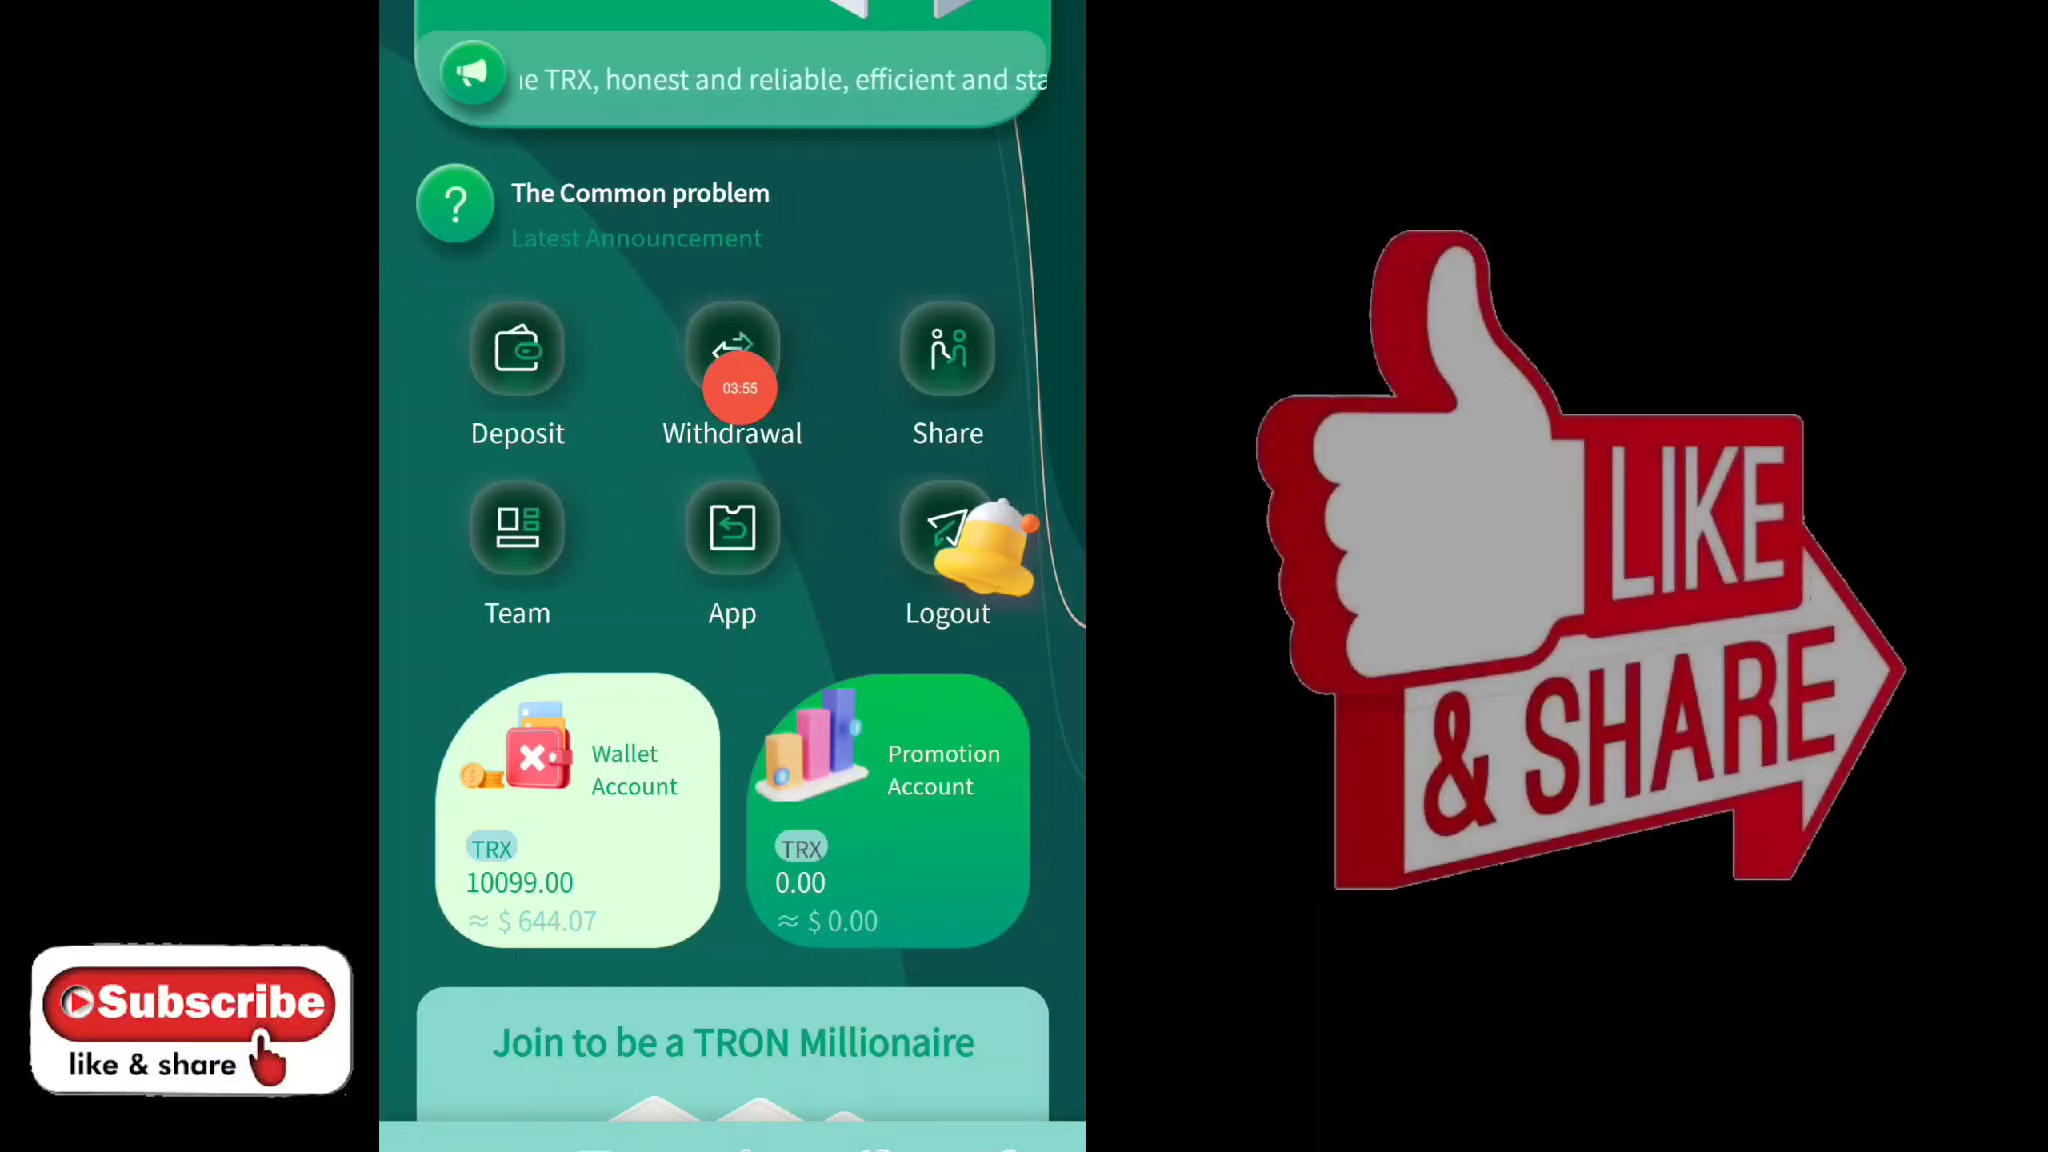 e TRX, honest and reliable, efficient and sta
The Common problem
Latest Announcement
03:55
Deposit
Withdrawal
Share
Team
App
Logout
Wallet
Account
TRX
10099.00
≈ $ 644.07
Promotion
Account
TRX
0.00
≈ $ 0.00
Join to be a TRON Millionaire
Subscribe
like & share
LIKE
& SHARE